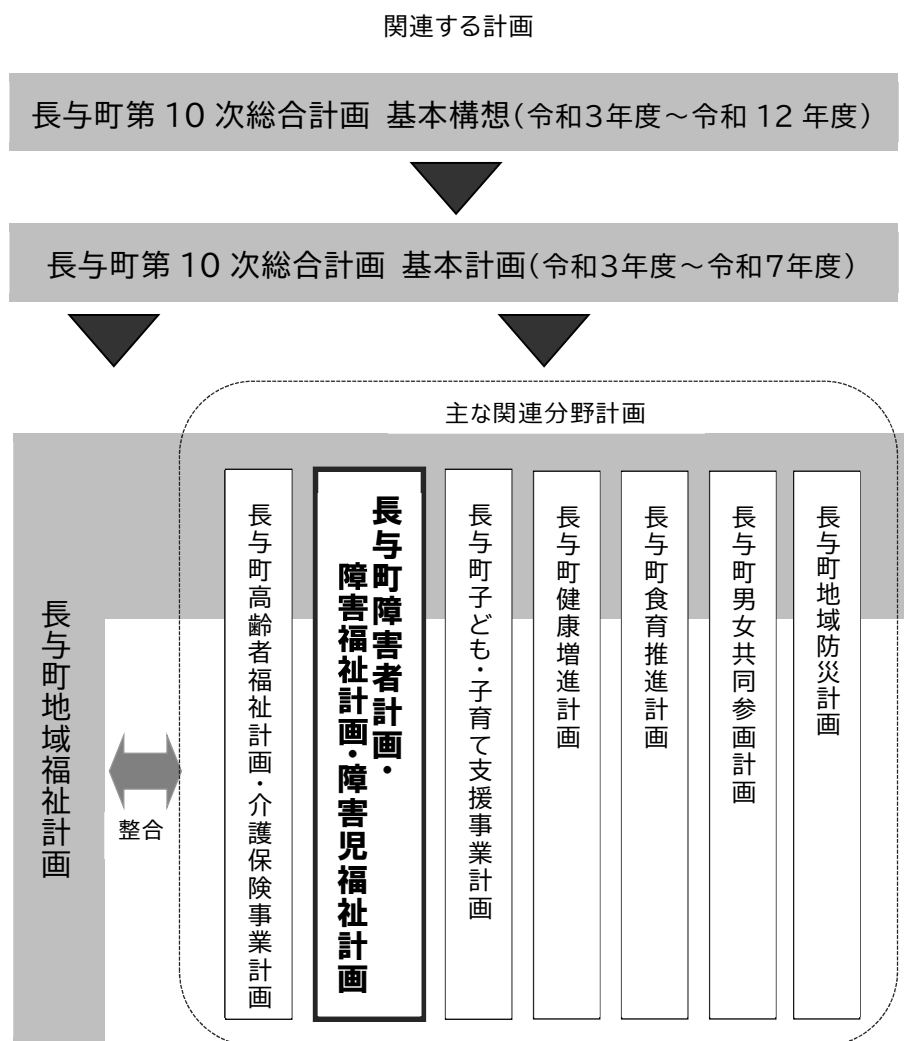 関連する計画
長与町第10次総合計画 基本構想(令和3年度～令和12年度)
長与町第10次総合計画 基本計画(令和3年度～令和7年度)
主な関連分野計画
長与町地域福祉計画
整合
長与町高齢者福祉計画・介護保険事業計画
長与町障害者計画・
障害福祉計画・障害児福祉計画
長与町子ども・子育て支援事業計画
長与町健康増進計画
長与町食育推進計画
長与町男女共同参画計画
長与町地域防災計画